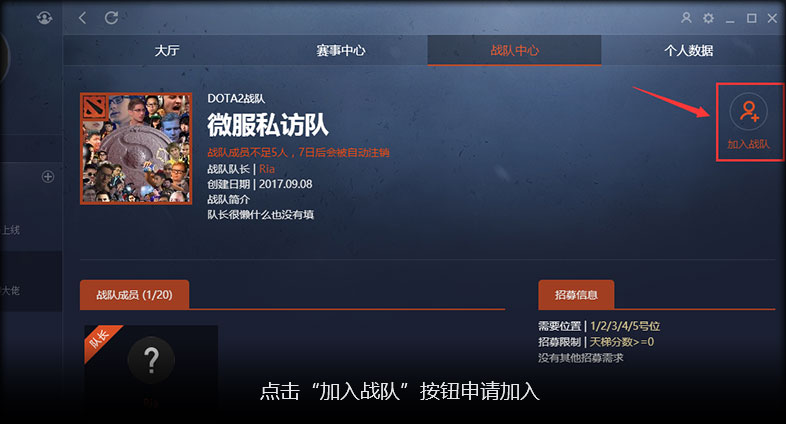 大厅
赛事中心
战队中心
个人数据
DOTA2战队
微服私访队
战队成员不足5人，7日后会被自动注销
战队队长 | Ria
创建日期 | 2017.09.08
战队简介
队长很懒什么也没有填
加入战队
上线
大佬
战队成员 (1/20)
招募信息
队长
?
Ria
需要位置 | 1/2/3/4/5号位
招募限制 | 天梯分数>=0
没有其他招募需求
点击“加入战队”按钮申请加入